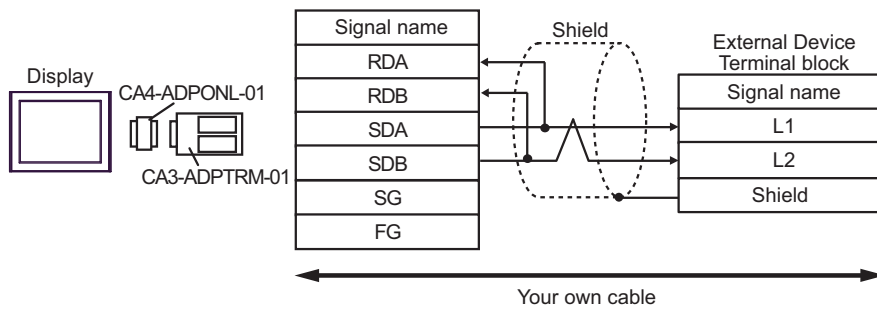 Display
CA4-ADPONL-01
CA3-ADPTRM-01
Signal name
RDA
RDB
SDA
SDB
SG
FG
Shield
External Device
Terminal block
Signal name
L1
L2
Shield
Your own cable